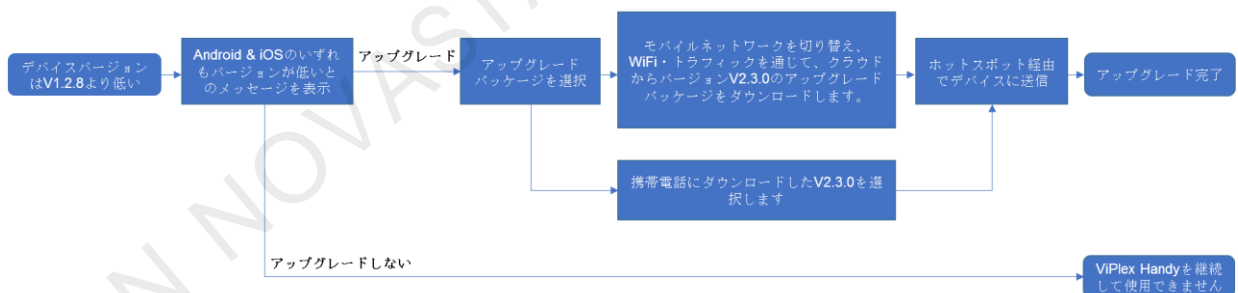 デバイスバージョン
はV1.2.8より低い
Android & iOSのいずれ
もバージョンが低いと
のメッセージを表示
アップグレード
アップグレード
パッケージを選択
モバイルネットワークを切り替え、
WiFi・トラフィックを通じて、クラウド
からバージョンV2.3.0のアップグレード
パッケージをダウンロードします。
ホットスポット経由
でデバイスに送信
アップグレード完了
携帯電話にダウンロードしたV2.3.0を選
択します
アップグレードしない
ViPlex Handyを継続
して使用できません
N NOVASTA